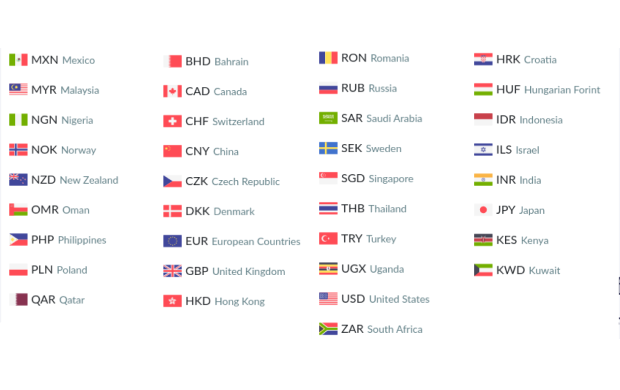 MXN Mexico
MYR Malaysia
NGN Nigeria
NOK Norway
NZD New Zealand
OMR Oman
PHP Philippines
PLN Poland
QAR Qatar
BHD Bahrain
CAD Canada
CHF Switzerland
CNY China
CZK Czech Republic
DKK Denmark
EUR European Countries
GBP United Kingdom
HKD Hong Kong
RON Romania
RUB Russia
SAR Saudi Arabia
SEK Sweden
SGD Singapore
THB Thailand
TRY Turkey
UGX Uganda
USD United States
ZAR South Africa
HRK Croatia
HUF Hungarian Forint
IDR Indonesia
ILS Israel
INR India
JPY Japan
KES Kenya
KWD Kuwait